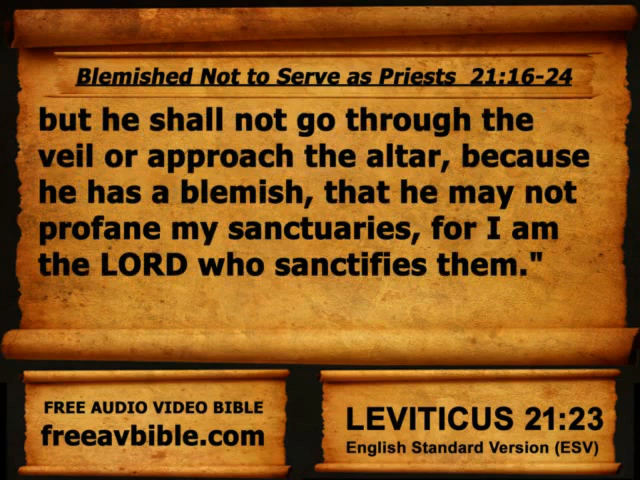 Blemished Not to Serve as Priests  21:16-24
but he shall not go through the
veil or approach the altar, because
he has a blemish, that he may not
profane my sanctuaries, for I am
the LORD who sanctifies them."
FREE AUDIO VIDEO BIBLE
freeavbible.com
LEVITICUS 21:23
English Standard Version (ESV)